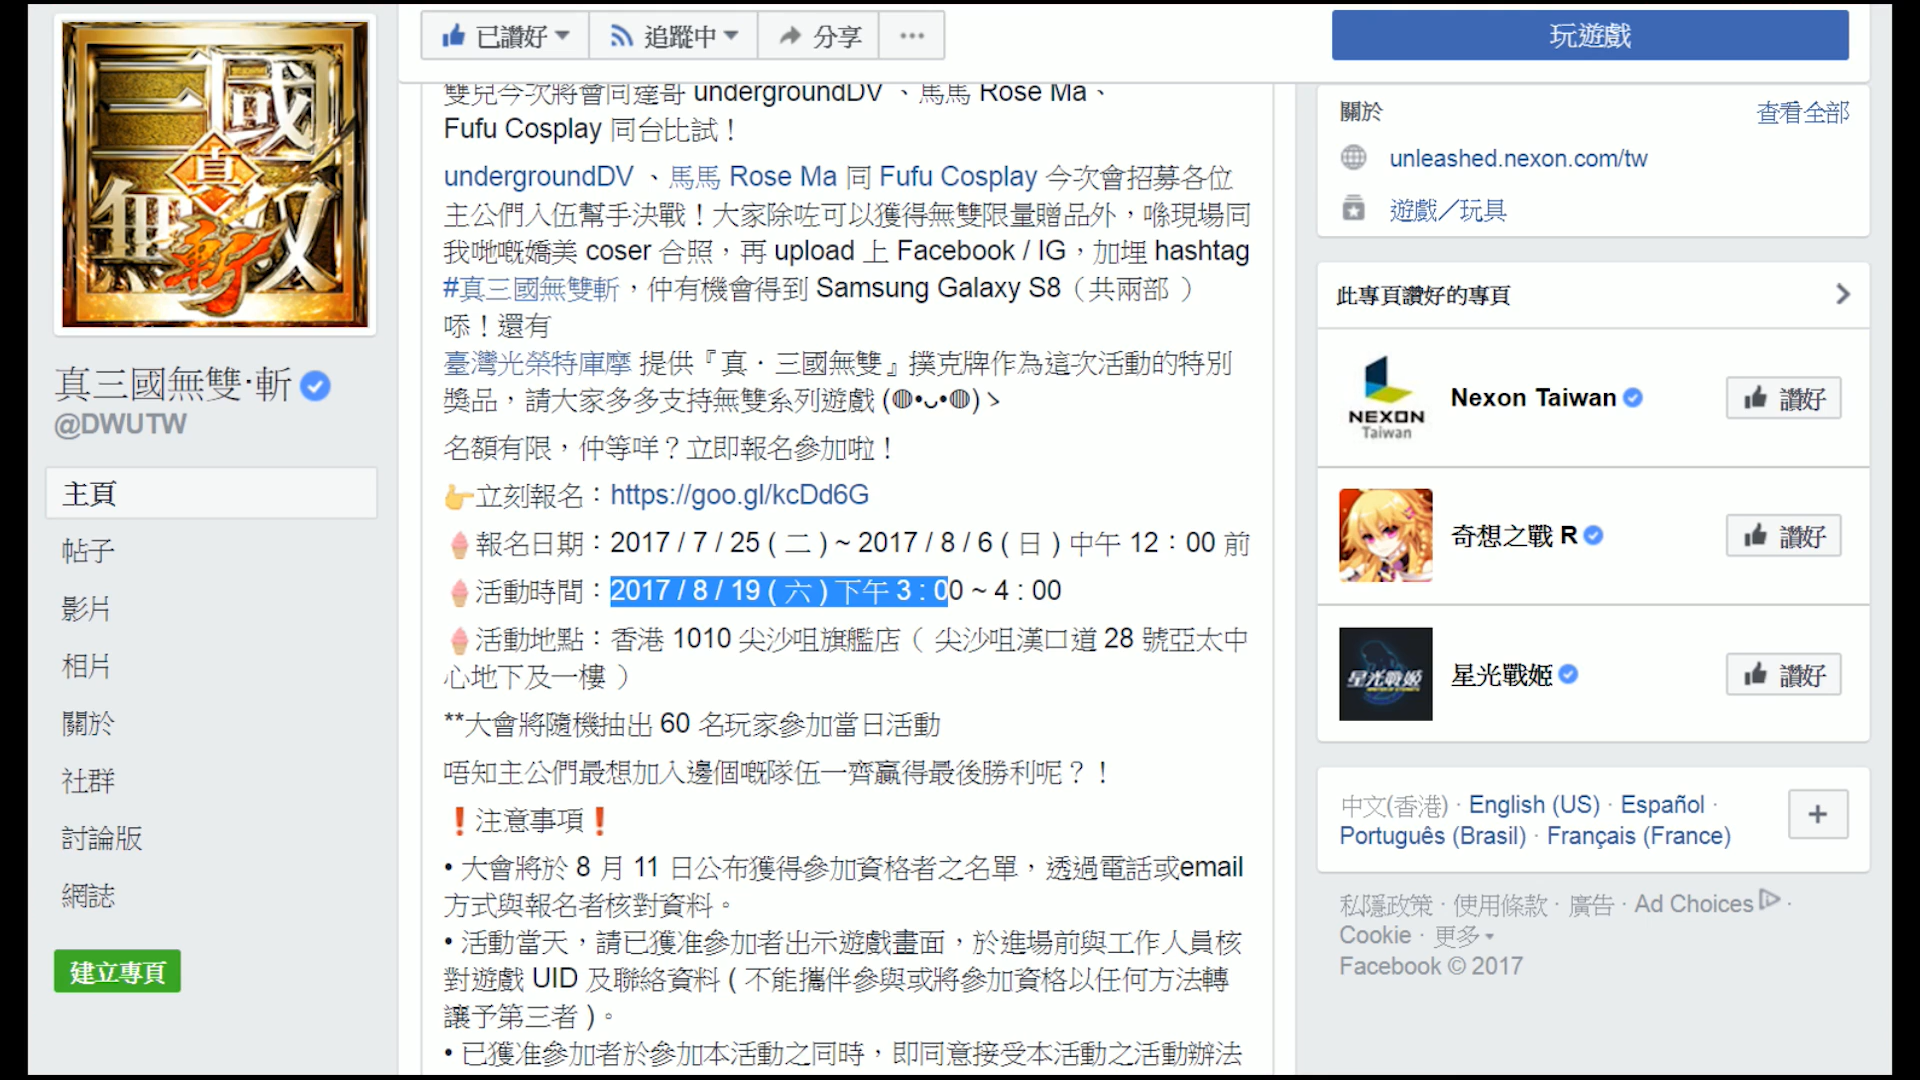 三國
真
無双
斬
真三國無雙·斬
@DWUTW
主頁
帖子
影片
相片
關於
社群
討論版
網誌
建立專頁
已讚好
追蹤中
分享
雙兒今次將會同達哥 undergroundDV 、馬馬 Rose Ma、
Fufu Cosplay 同台比試！
undergroundDV 、馬馬 Rose Ma 同 Fufu Cosplay 今次會招募各位
主公們入伍幫手決戰！大家除咗可以獲得無雙限量贈品外，喺現場同
我哋嘅嬌美 coser 合照，再 upload 上 Facebook / IG，加埋 hashtag
#真三國無雙斬，仲有機會得到 Samsung Galaxy S8（共兩部 ）
㗎！還有
臺灣光榮特庫摩 提供『真．三國無雙』撲克牌作為這次活動的特別
獎品，請大家多多支持無雙系列遊戲 (◍•ᴗ•◍)ゝ
名額有限，仲等咩？立即報名參加啦！
👉立刻報名：https://goo.gl/kcDd6G
🍦報名日期：2017 / 7 / 25 ( 二 ) ~ 2017 / 8 / 6 ( 日 ) 中午 12：00 前
🍦活動時間：2017 / 8 / 19 ( 六 ) 下午 3 : 00 ~ 4 : 00
🍦活動地點：香港 1010 尖沙咀旗艦店（ 尖沙咀漢口道 28 號亞太中
心地下及一樓 ）
**大會將隨機抽出 60 名玩家參加當日活動
唔知主公們最想加入邊個嘅隊伍一齊贏得最後勝利呢？！
❗注意事項❗
• 大會將於 8 月 11 日公布獲得參加資格者之名單，透過電話或email
方式與報名者核對資料。
• 活動當天，請已獲准參加者出示遊戲畫面，於進場前與工作人員核
對遊戲 UID 及聯絡資料 ( 不能攜伴參與或將參加資格以任何方法轉
讓予第三者 )。
• 已獲准參加者於參加本活動之同時，即同意接受本活動之活動辦法
玩遊戲
關於
查看全部
unleashed.nexon.com/tw
遊戲／玩具
此專頁讚好的專頁
NEXON
Taiwan
Nexon Taiwan
讚好
奇想之戰 R
讚好
星光戰姬
星光戰姬
讚好
中文(香港) · English (US) · Español ·
Português (Brasil) · Français (France)
私隱政策 · 使用條款 · 廣告 · Ad Choices ·
Cookie · 更多
Facebook © 2017